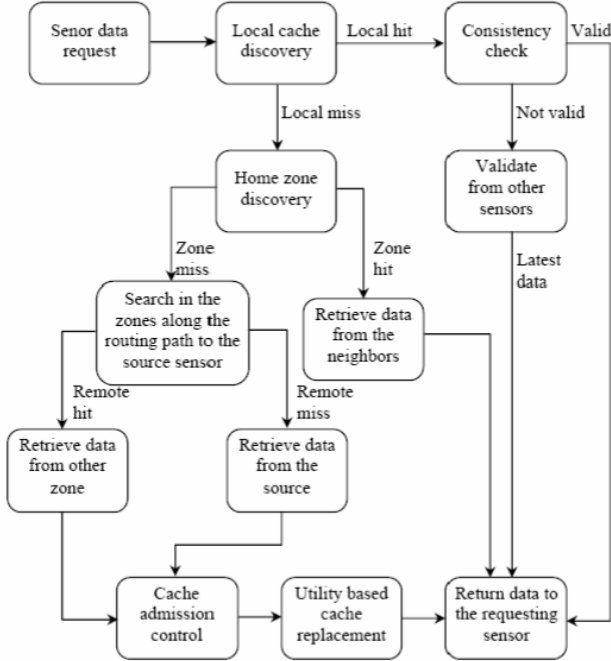 Senor data
request
Local cache
discovery
Local hit
Consistency
check
Valid
Local miss
Not valid
Home zone
discovery
Validate
from other
sensors
Zone
miss
Zone
hit
Latest
data
Search in the
zones along the
routing path to the
source sensor
Retrieve data
from the
neighbors
Remote
hit
Remote
miss
Retrieve data
from other
zone
Retrieve data
from the
source
Cache
admission
control
Utility based
cache
replacement
Return data to
the requesting
sensor